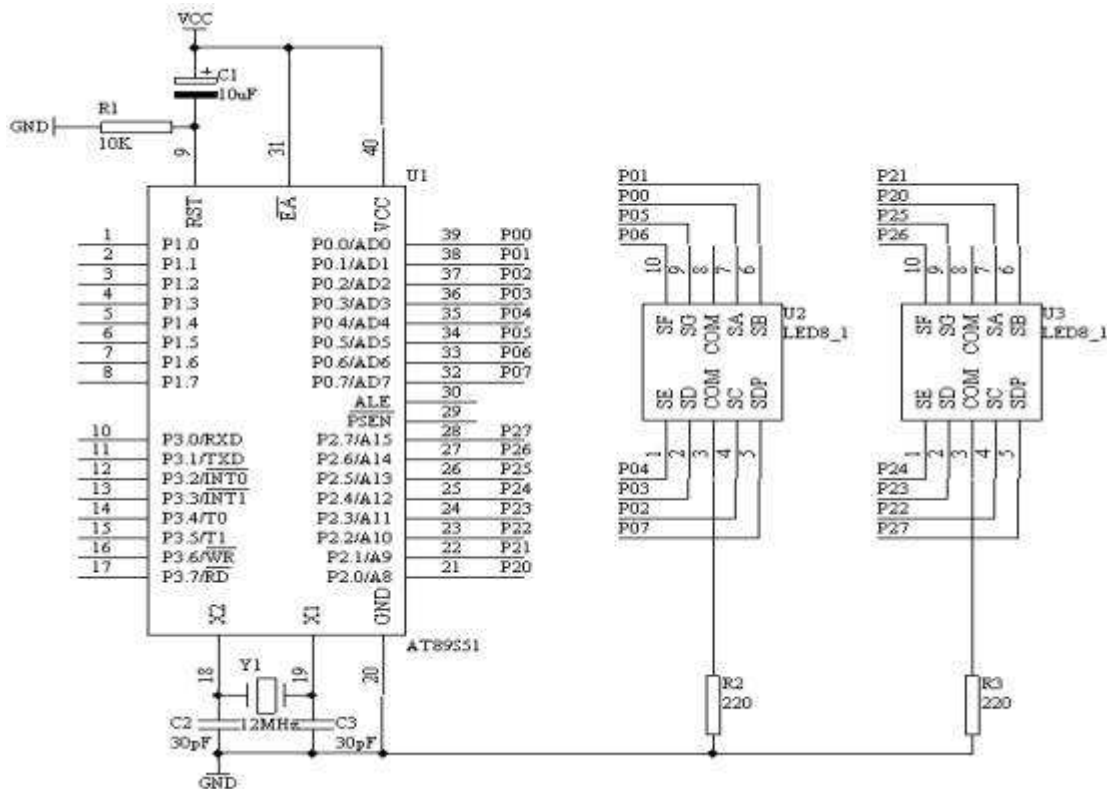 VCC
C1
10uF
R1
GND
10K
9
31
40
U1
RST
EA
VCC
1 P1.0 P0.0/AD0 39 P00
2 P1.1 P0.1/AD1 38 P01
3 P1.2 P0.2/AD2 37 P02
4 P1.3 P0.3/AD3 36 P03
5 P1.4 P0.4/AD4 35 P04
6 P1.5 P0.5/AD5 34 P05
7 P1.6 P0.6/AD6 33 P06
8 P1.7 P0.7/AD7 32 P07
ALE 30
PSEN 29
10 P3.0/RXD P2.7/A15 28 P27
11 P3.1/TXD P2.6/A14 27 P26
12 P3.2/INT0 P2.5/A13 26 P25
13 P3.3/INT1 P2.4/A12 25 P24
14 P3.4/T0 P2.3/A11 24 P23
15 P3.5/T1 P2.2/A10 23 P22
16 P3.6/WR P2.1/A9 22 P21
17 P3.7/RD P2.0/A8 21 P20
X2
X1
GND
AT89S51
18
Y1
19
20
C2
12MHz
C3
30pF
30pF
GND
P01
P00
P05
P06
10 9 8 7 6
SF SG COM SA SB
U2
LED8_1
SE SD COM SC SDP
1 2 3 4 5
P04
P03
P02
P07
R2
220
P21
P20
P25
P26
10 9 8 7 6
SF SG COM SA SB
U3
LED8_1
SE SD COM SC SDP
1 2 3 4 5
P24
P23
P22
P27
R3
220